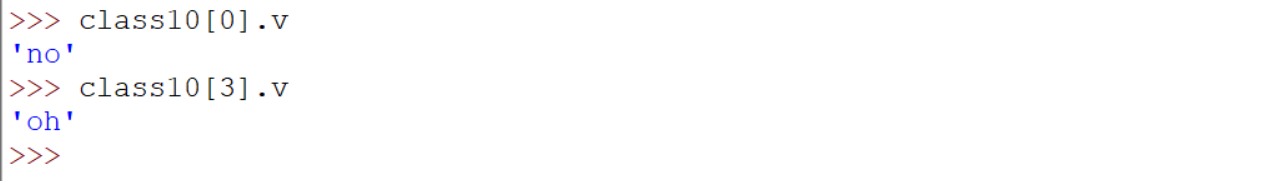 >>> class10[0].v
'no'
>>> class10[3].v
'oh'
>>>